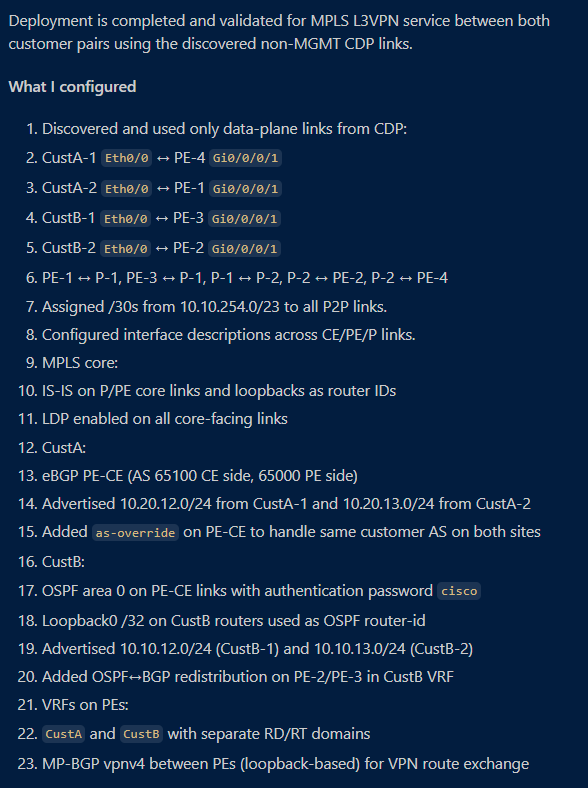 Deployment is completed and validated for MPLS L3VPN service between both
customer pairs using the discovered non-MGMT CDP links.
What I configured
1. Discovered and used only data-plane links from CDP:
2. CustA-1 Eth0/0 ↔ PE-4 Gi0/0/0/1
3. CustA-2 Eth0/0 ↔ PE-1 Gi0/0/0/1
4. CustB-1 Eth0/0 ↔ PE-3 Gi0/0/0/1
5. CustB-2 Eth0/0 ↔ PE-2 Gi0/0/0/1
6. PE-1 ↔ P-1, PE-3 ↔ P-1, P-1 ↔ P-2, P-2 ↔ PE-2, P-2 ↔ PE-4
7. Assigned /30s from 10.10.254.0/23 to all P2P links.
8. Configured interface descriptions across CE/PE/P links.
9. MPLS core:
10. IS-IS on P/PE core links and loopbacks as router IDs
11. LDP enabled on all core-facing links
12. CustA:
13. eBGP PE-CE (AS 65100 CE side, 65000 PE side)
14. Advertised 10.20.12.0/24 from CustA-1 and 10.20.13.0/24 from CustA-2
15. Added as-override on PE-CE to handle same customer AS on both sites
16. CustB:
17. OSPF area 0 on PE-CE links with authentication password cisco
18. Loopback0 /32 on CustB routers used as OSPF router-id
19. Advertised 10.10.12.0/24 (CustB-1) and 10.10.13.0/24 (CustB-2)
20. Added OSPF↔BGP redistribution on PE-2/PE-3 in CustB VRF
21. VRFs on PEs:
22. CustA and CustB with separate RD/RT domains
23. MP-BGP vpnv4 between PEs (loopback-based) for VPN route exchange